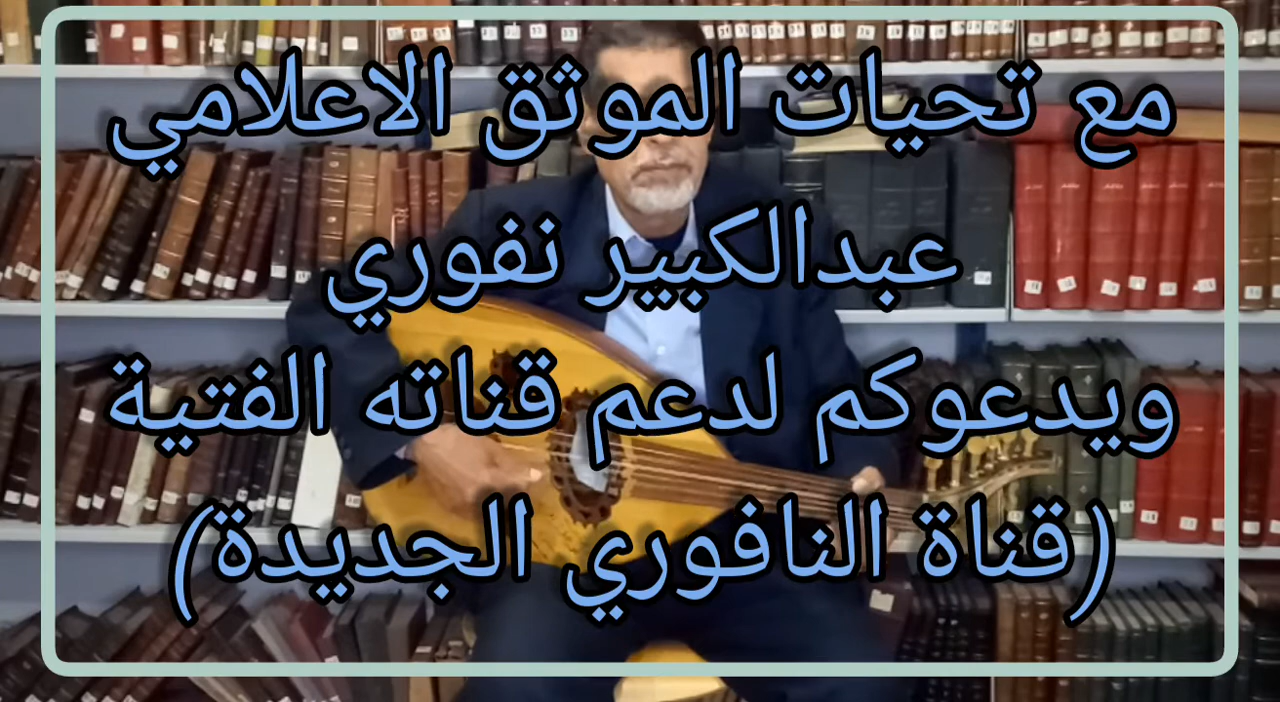 مع تحيات الموثق الاعلامي
عبدالكبير نفوري
ويدعوكم لدعم قناته الفتية
(قناة النافوري الجديدة)